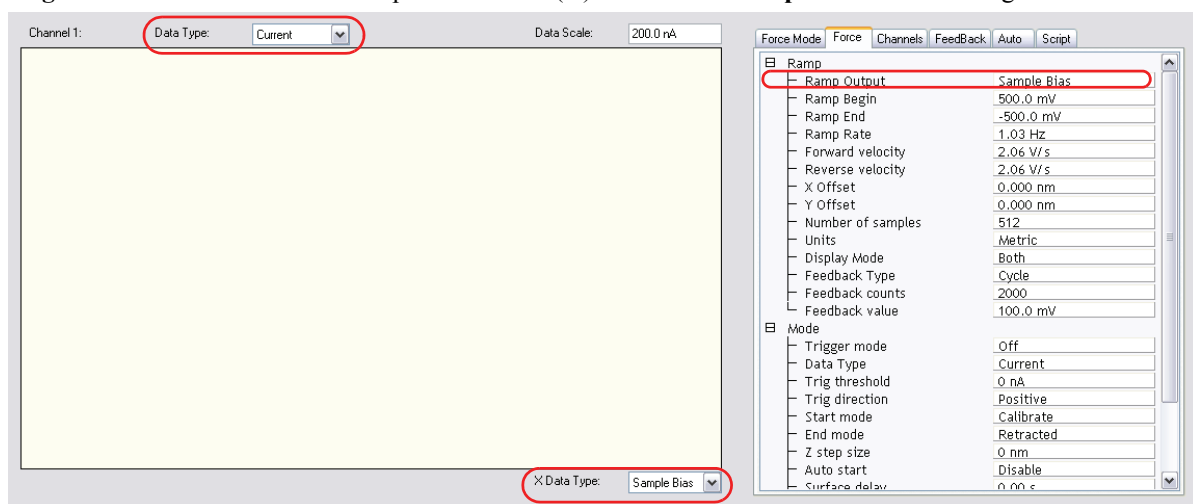 Channel 1: Data Type: Current Data Scale: 200.0 nA
Force Mode Force Channels FeedBack Auto Script
Ramp
Ramp Output Sample Bias
Ramp Begin 500.0 mV
Ramp End -500.0 mV
Ramp Rate 1.03 Hz
Forward velocity 2.06 V/s
Reverse velocity 2.06 V/s
X Offset 0.000 nm
Y Offset 0.000 nm
Number of samples 512
Units Metric
Display Mode Both
Feedback Type Cycle
Feedback counts 2000
Feedback value 100.0 mV
Mode
Trigger mode Off
Data Type Current
Trig threshold 0 nA
Trig direction Positive
Start mode Calibrate
End mode Retracted
Z step size 0 nm
Auto start Disable
Surface delay 0.00 s
X Data Type: Sample Bias